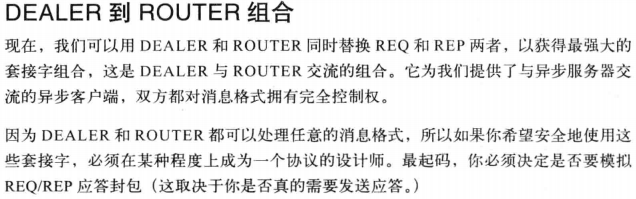 DEALER 到 ROUTER 组合
现在，我们可以用 DEALER 和 ROUTER 同时替换 REQ 和 REP 两者，以获得最强大的
套接字组合，这是 DEALER 与 ROUTER 交流的组合。它为我们提供了与异步服务器交
流的异步客户端，双方都对消息格式拥有完全控制权。
因为 DEALER 和 ROUTER 都可以处理任意的消息格式，所以如果你希望安全地使用这
些套接字，必须在某种程度上成为一个协议的设计师。最起码，你必须决定是否要模拟
REQ/REP 应答封包（这取决于你是否真的需要发送应答。）